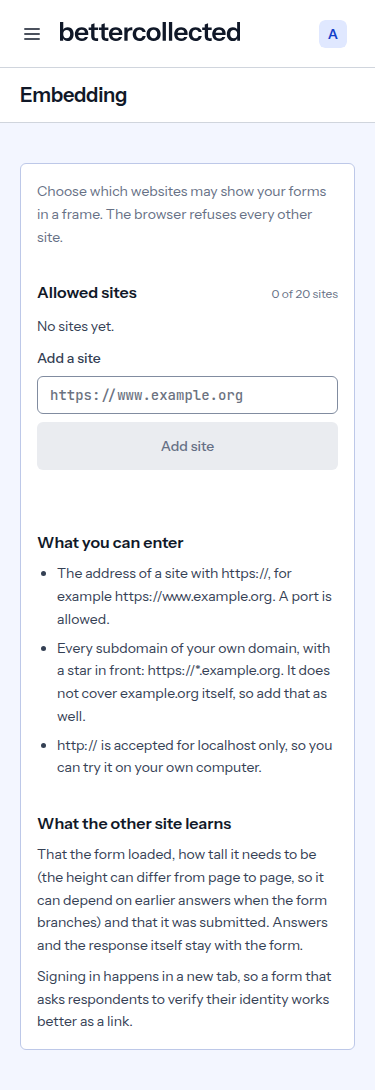 bettercollected
A
Embedding
Choose which websites may show your forms
in a frame. The browser refuses every other
site.
Allowed sites
0 of 20 sites
No sites yet.
Add a site
https://www.example.org
Add site
What you can enter
• The address of a site with https://, for
example https://www.example.org. A port is
allowed.
• Every subdomain of your own domain, with
a star in front: https://*.example.org. It does
not cover example.org itself, so add that as
well.
• http:// is accepted for localhost only, so you
can try it on your own computer.
What the other site learns
That the form loaded, how tall it needs to be
(the height can differ from page to page, so it
can depend on earlier answers when the form
branches) and that it was submitted. Answers
and the response itself stay with the form.
Signing in happens in a new tab, so a form that
asks respondents to verify their identity works
better as a link.